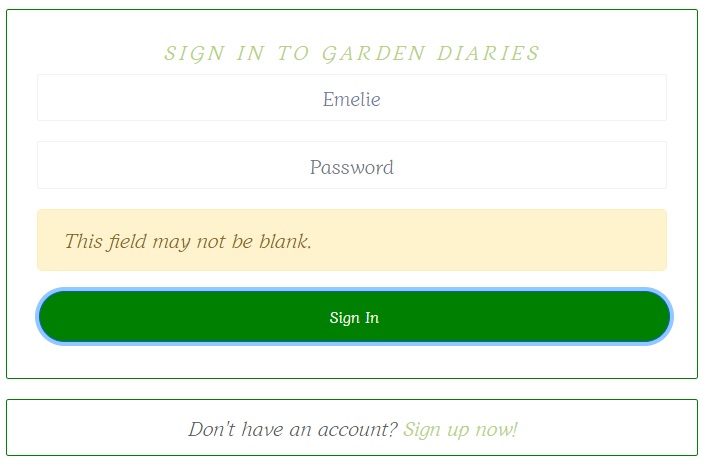 SIGN IN TO GARDEN DIARIES
Emelie
Password
This field may not be blank.
Sign In
Don't have an account? Sign up now!